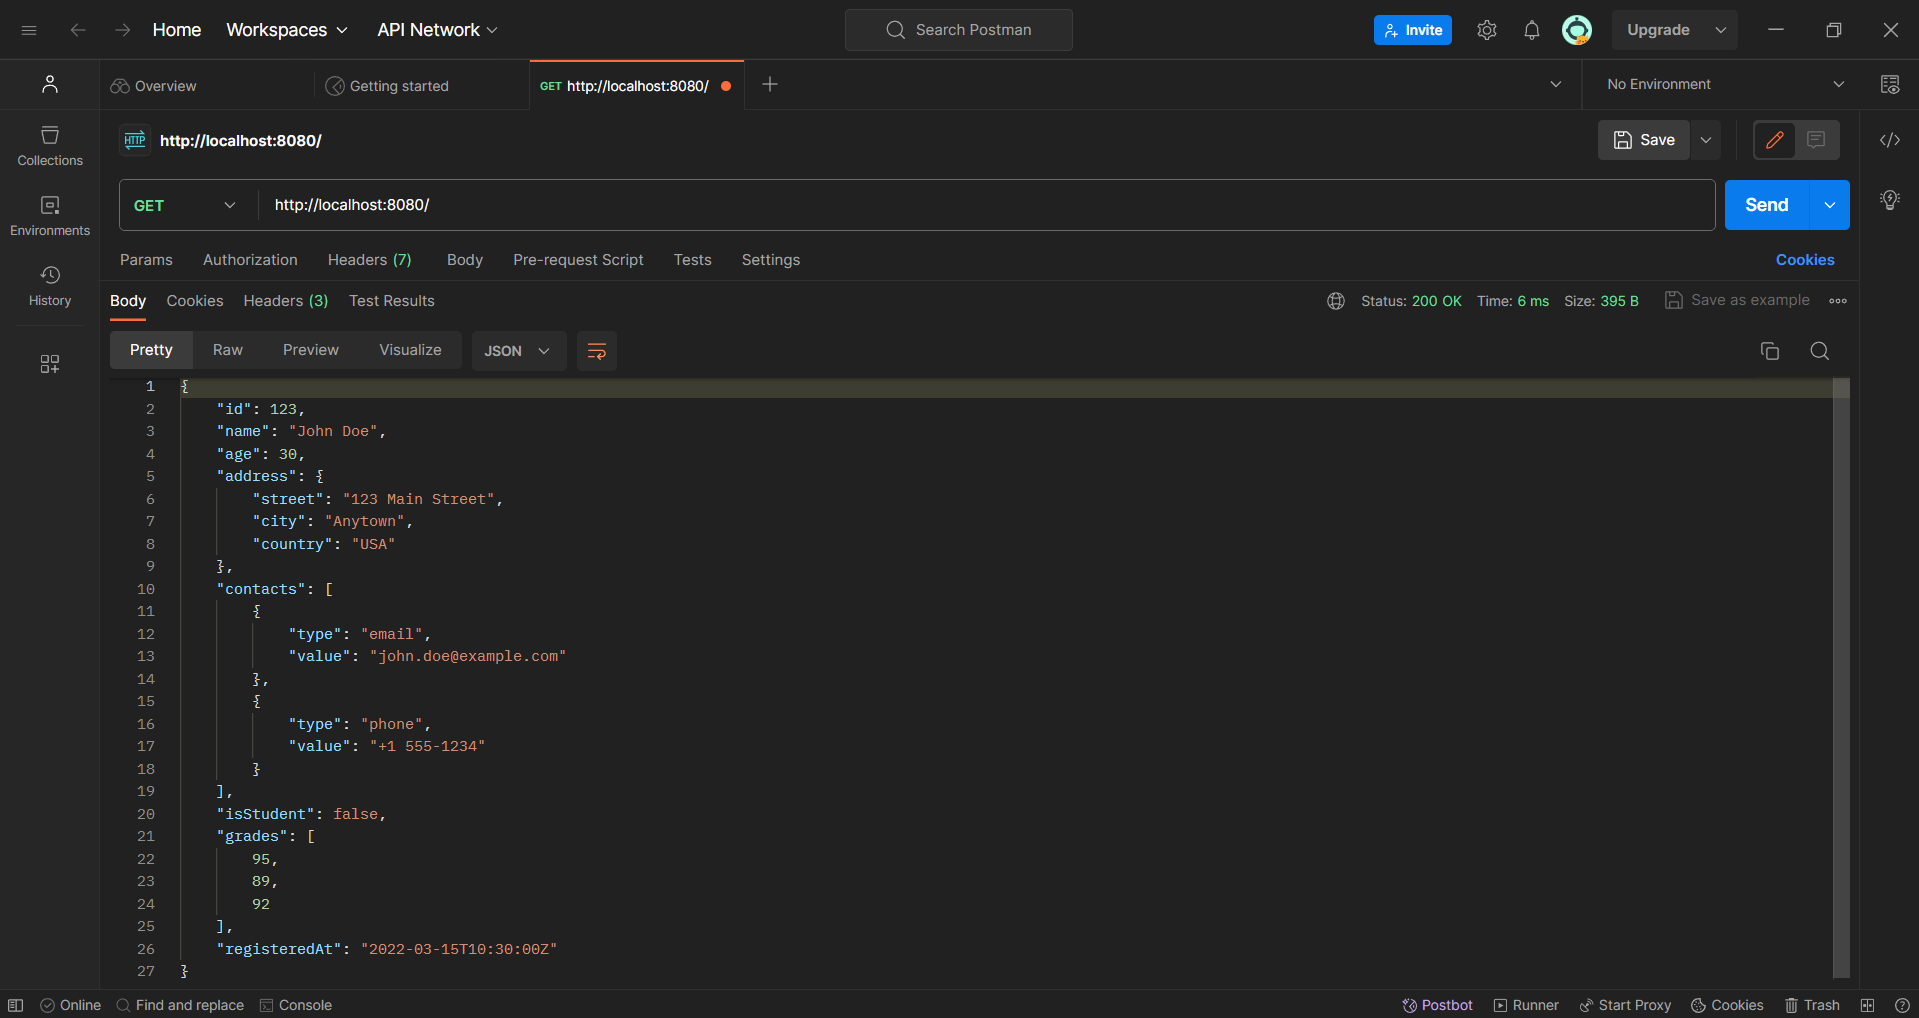 Home Workspaces API Network Search Postman Invite Upgrade
Overview Getting started GET http://localhost:8080/ No Environment
HTTP http://localhost:8080/ Save
Collections
GET http://localhost:8080/ Send
Environments
Params Authorization Headers (7) Body Pre-request Script Tests Settings Cookies
History
Body Cookies Headers (3) Test Results Status: 200 OK Time: 6 ms Size: 395 B Save as example
Pretty Raw Preview Visualize JSON
1 {
2 "id": 123,
3 "name": "John Doe",
4 "age": 30,
5 "address": {
6 "street": "123 Main Street",
7 "city": "Anytown",
8 "country": "USA"
9 },
10 "contacts": [
11 {
12 "type": "email",
13 "value": "john.doe@example.com"
14 },
15 {
16 "type": "phone",
17 "value": "+1 555-1234"
18 }
19 ],
20 "isStudent": false,
21 "grades": [
22 95,
23 89,
24 92
25 ],
26 "registeredAt": "2022-03-15T10:30:00Z"
27 }
Online Find and replace Console Postbot Runner Start Proxy Cookies Trash